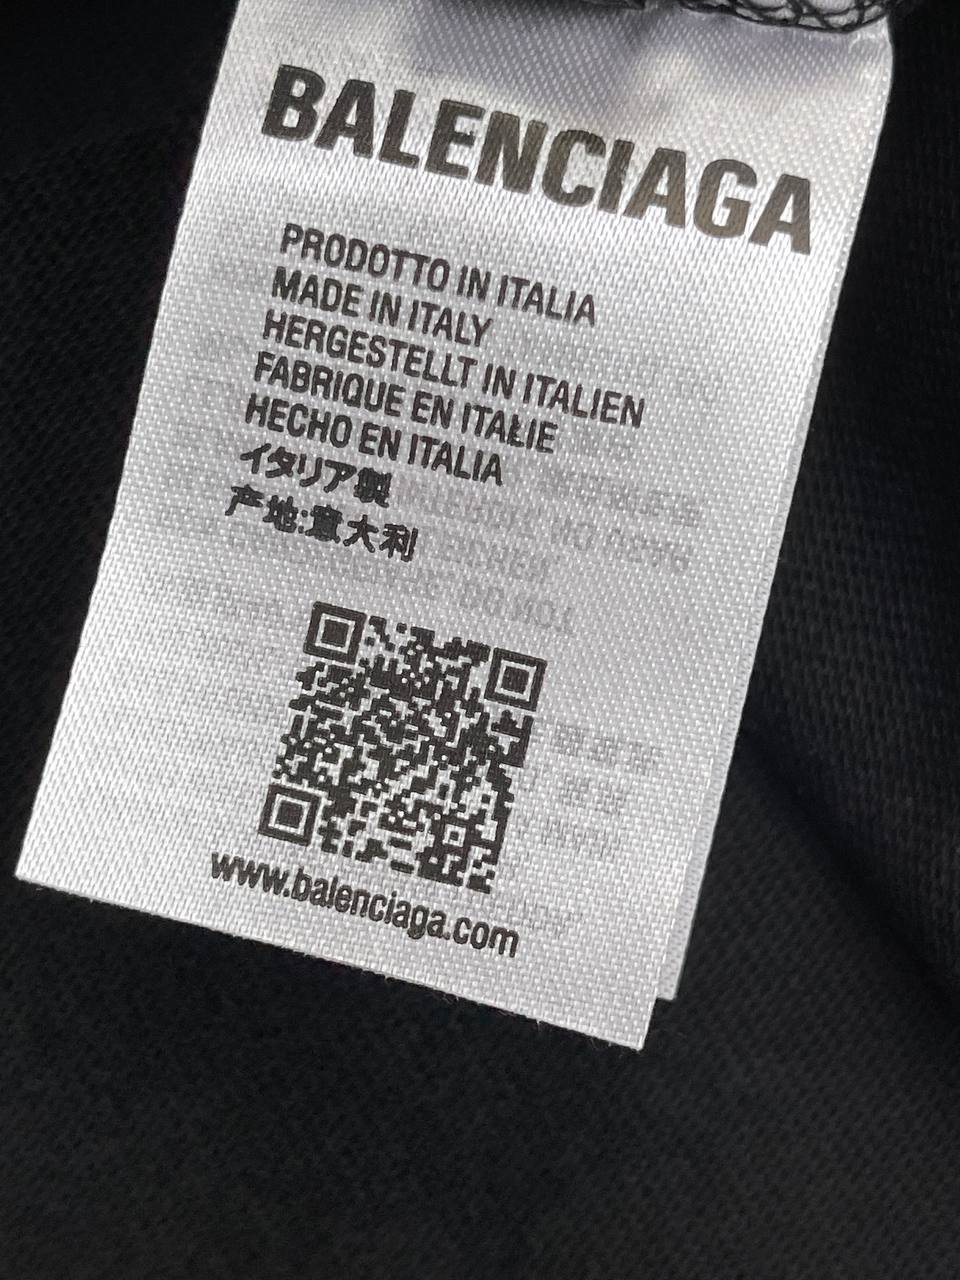 BALENCIAGA
PRODOTTO IN ITALIA
MADE IN ITALY
HERGESTELLT IN ITALIEN
FABRIQUE EN ITALIE
HECHO EN ITALIA
イタリア製
产地:意大利
www.balenciaga.com